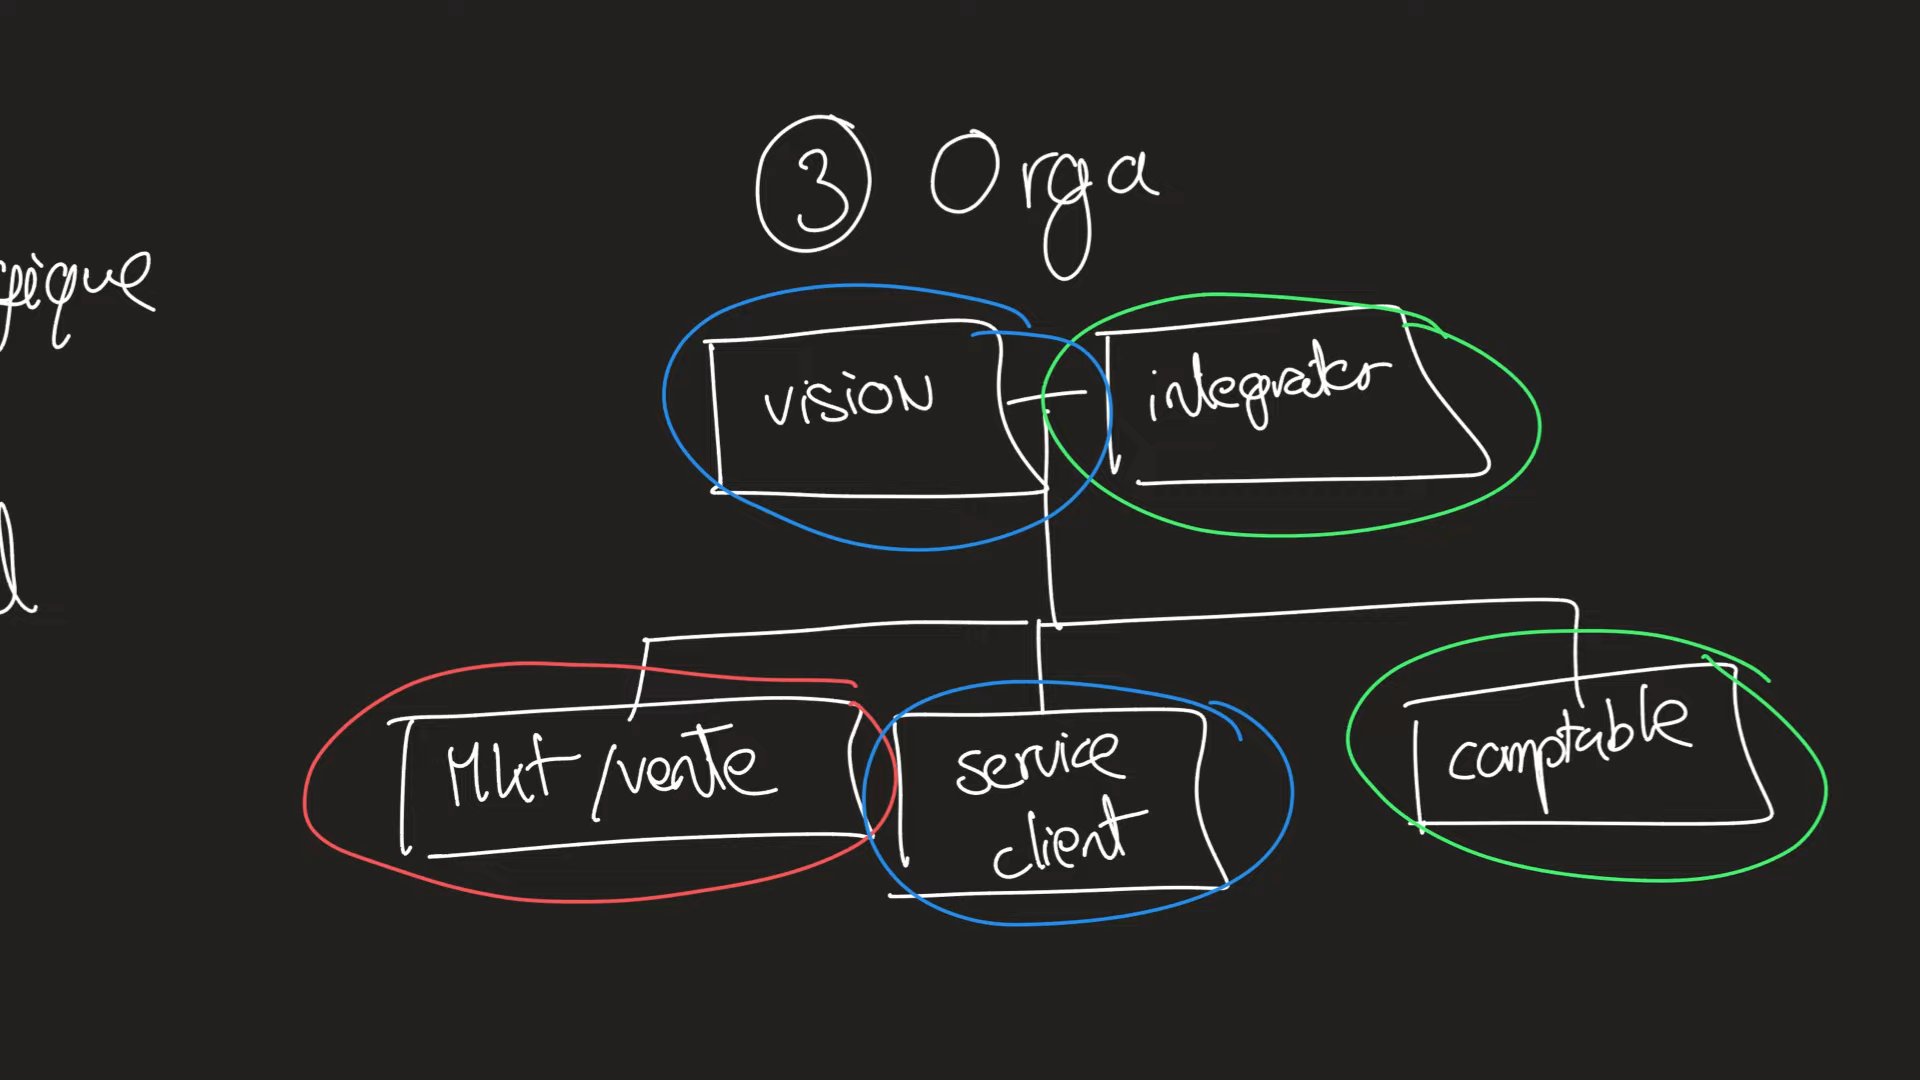 3 Orga
vision
integrator
Mkt/vente
service
client
comptable